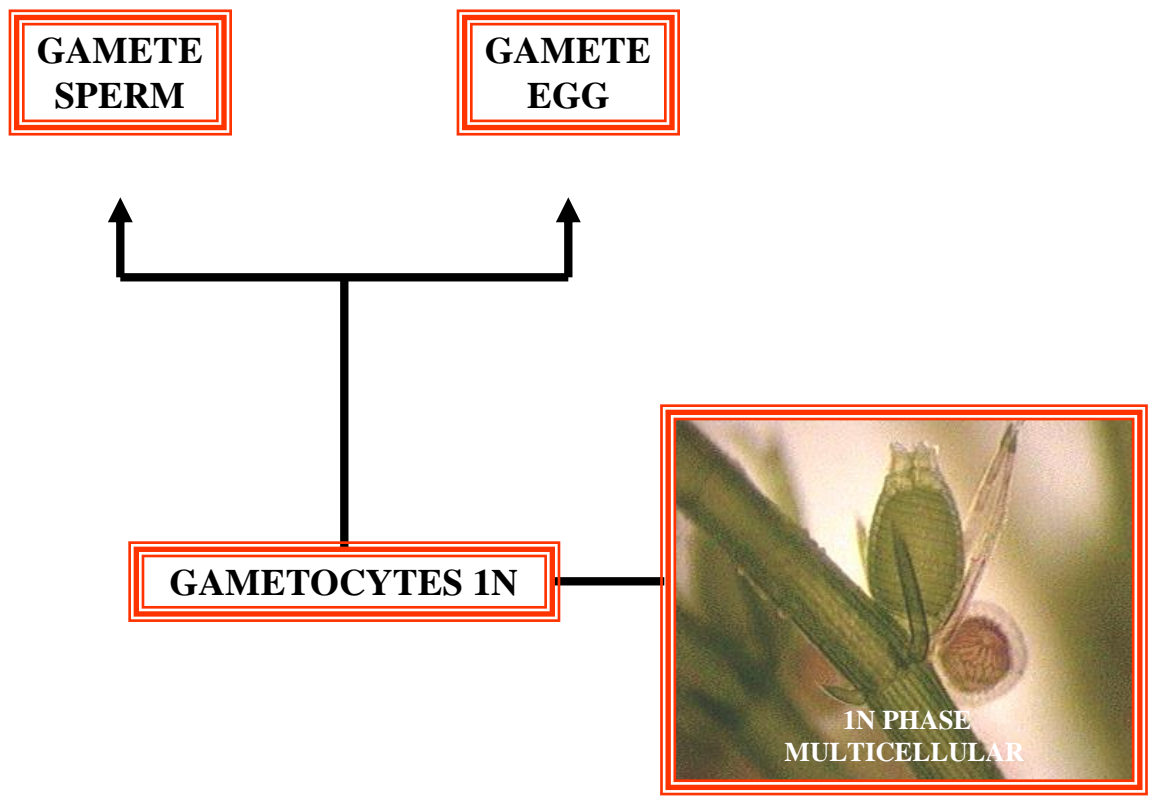 GAMETE
SPERM
GAMETE
EGG
GAMETOCYTES 1N
1N PHASE
MULTICELLULAR